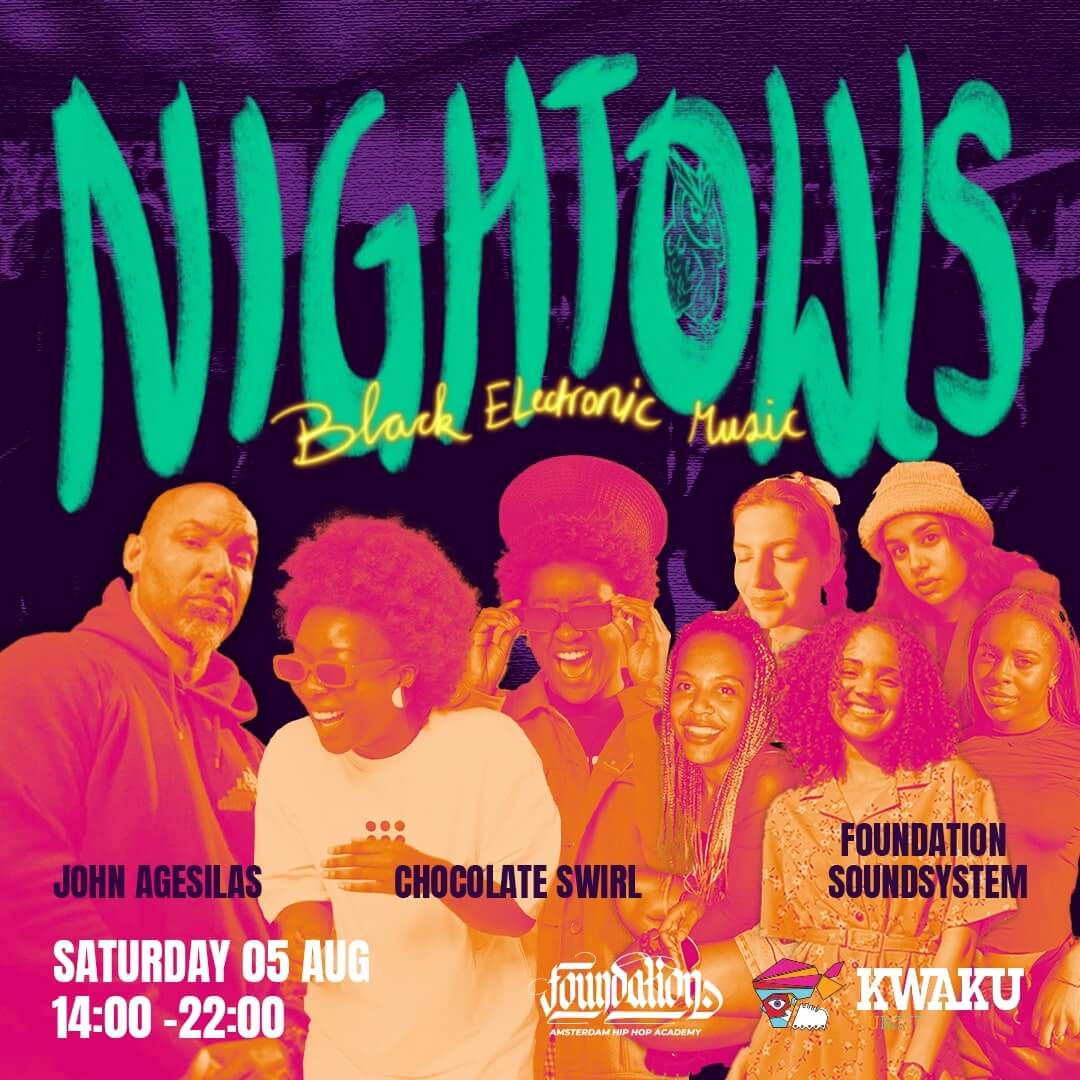 NIGHTOWLS
Black Electronic Music
JOHN AGESILAS
CHOCOLATE SWIRL
FOUNDATION
SOUNDSYSTEM
SATURDAY 05 AUG
14:00 -22:00
Foundation
AMSTERDAM HIP HOP ACADEMY
KWAKU